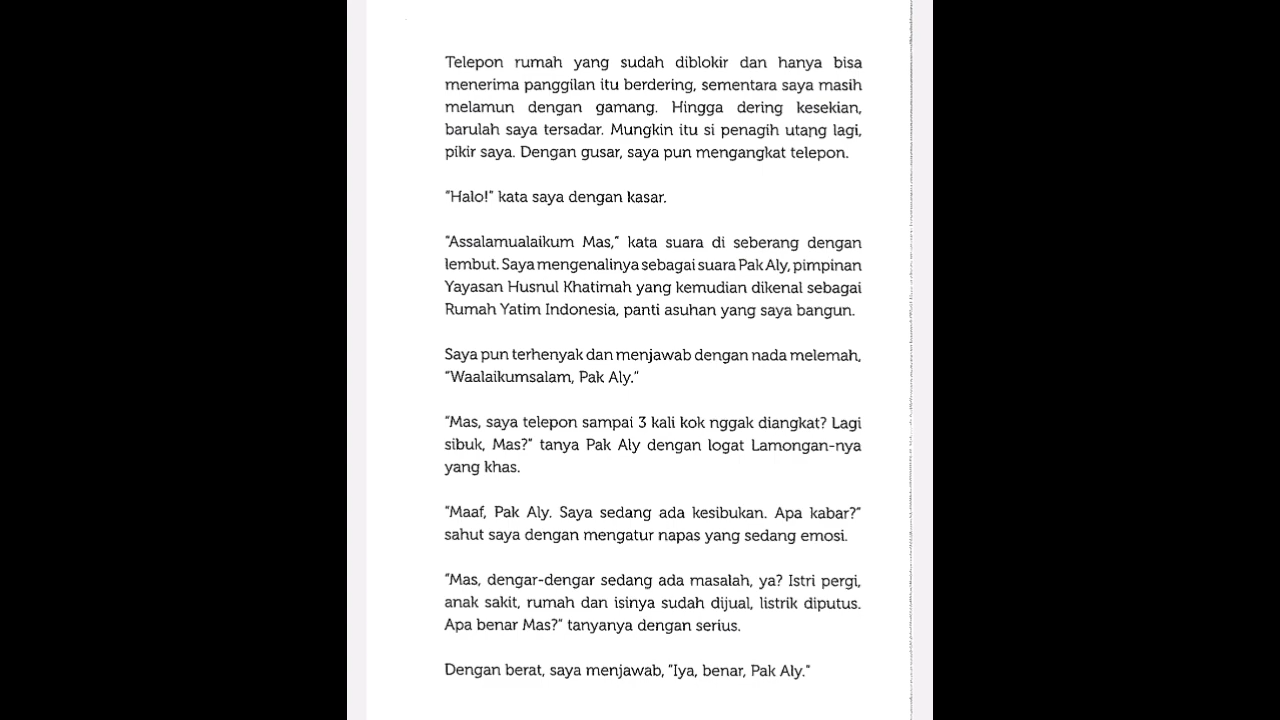 Telepon rumah yang sudah diblokir dan hanya bisa
menerima panggilan itu berdering, sementara saya masih
melamun dengan gamang. Hingga dering kesekian,
barulah saya tersadar. Mungkin itu si penagih utang lagi,
pikir saya. Dengan gusar, saya pun mengangkat telepon.
"Halo!" kata saya dengan kasar.
"Assalamualaikum Mas," kata suara di seberang dengan
lembut. Saya mengenalinya sebagai suara Pak Aly, pimpinan
Yayasan Husnul Khatimah yang kemudian dikenal sebagai
Rumah Yatim Indonesia, panti asuhan yang saya bangun.
Saya pun terhenyak dan menjawab dengan nada melemah,
"Waalaikumsalam, Pak Aly."
"Mas, saya telepon sampai 3 kali kok nggak diangkat? Lagi
sibuk, Mas?" tanya Pak Aly dengan logat Lamongan-nya
yang khas.
"Maaf, Pak Aly. Saya sedang ada kesibukan. Apa kabar?"
sahut saya dengan mengatur napas yang sedang emosi.
"Mas, dengar-dengar sedang ada masalah, ya? Istri pergi,
anak sakit, rumah dan isinya sudah dijual, listrik diputus.
Apa benar Mas?" tanyanya dengan serius.
Dengan berat, saya menjawab, "Iya, benar, Pak Aly."